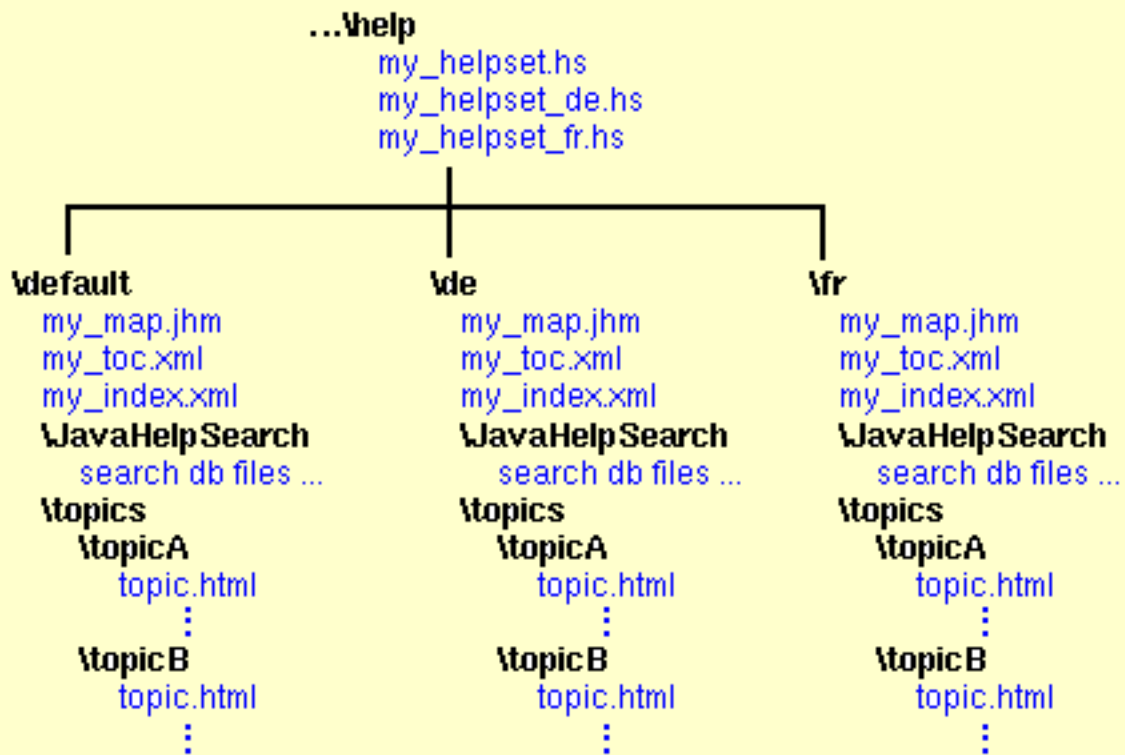 ...\help
my_helpset.hs
my_helpset_de.hs
my_helpset_fr.hs
\default
my_map.jhm
my_toc.xml
my_index.xml
\JavaHelpSearch
search db files ...
\topics
\topicA
topic.html
\topicB
topic.html
\de
my_map.jhm
my_toc.xml
my_index.xml
\JavaHelpSearch
search db files ...
\topics
\topicA
topic.html
\topicB
topic.html
\fr
my_map.jhm
my_toc.xml
my_index.xml
\JavaHelpSearch
search db files ...
\topics
\topicA
topic.html
\topicB
topic.html